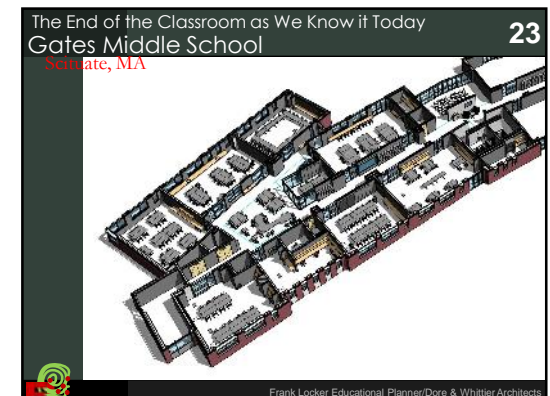 The End of the Classroom as We Know it Today
Gates Middle School
23
Scituate, MA
Frank Locker Educational Planner/Dore & Whittier Architects